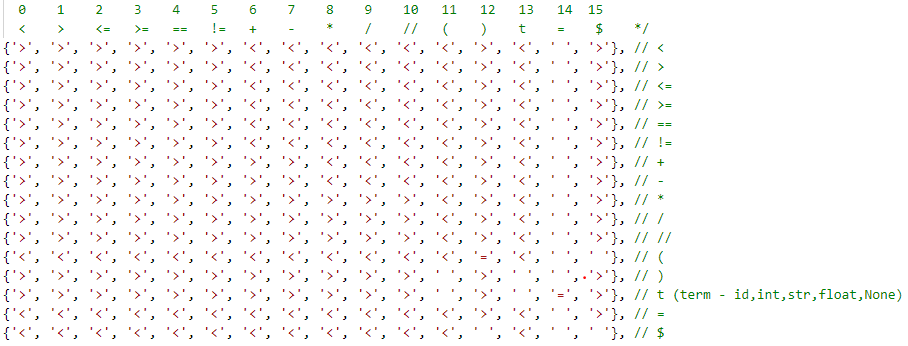 0 1 2 3 4 5 6 7 8 9 10 11 12 13 14 15
< > <= >= == != + - * / // ( ) t = $ */
{'>', '>', '>', '>', '>', '>', '<', '<', '<', '<', '<', '<', '>', '<', ' ', '>'}, // <
{'>', '>', '>', '>', '>', '>', '<', '<', '<', '<', '<', '<', '>', '<', ' ', '>'}, // >
{'>', '>', '>', '>', '>', '>', '<', '<', '<', '<', '<', '<', '>', '<', ' ', '>'}, // <=
{'>', '>', '>', '>', '>', '>', '<', '<', '<', '<', '<', '<', '>', '<', ' ', '>'}, // >=
{'>', '>', '>', '>', '>', '>', '<', '<', '<', '<', '<', '<', '>', '<', ' ', '>'}, // ==
{'>', '>', '>', '>', '>', '>', '<', '<', '<', '<', '<', '<', '>', '<', ' ', '>'}, // !=
{'>', '>', '>', '>', '>', '>', '>', '>', '<', '<', '<', '<', '>', '<', ' ', '>'}, // +
{'>', '>', '>', '>', '>', '>', '>', '>', '<', '<', '<', '<', '>', '<', ' ', '>'}, // -
{'>', '>', '>', '>', '>', '>', '>', '>', '>', '>', '>', '<', '>', '<', ' ', '>'}, // *
{'>', '>', '>', '>', '>', '>', '>', '>', '>', '>', '>', '<', '>', '<', ' ', '>'}, // /
{'>', '>', '>', '>', '>', '>', '>', '>', '>', '>', '>', '<', '>', '<', ' ', '>'}, // //
{'<', '<', '<', '<', '<', '<', '<', '<', '<', '<', '<', '<', '=', '<', ' ', ' '}, // (
{'>', '>', '>', '>', '>', '>', '>', '>', '>', '>', '>', ' ', '>', ' ', ' ', '>'}, // )
{'>', '>', '>', '>', '>', '>', '>', '>', '>', '>', '>', ' ', '>', ' ', '=', '>'}, // t (term - id,int,str,float,None)
{'<', '<', '<', '<', '<', '<', '<', '<', '<', '<', '<', '<', '>', '<', ' ', '>'}, // =
{'<', '<', '<', '<', '<', '<', '<', '<', '<', '<', '<', '<', ' ', '<', ' ', ' '}, // $